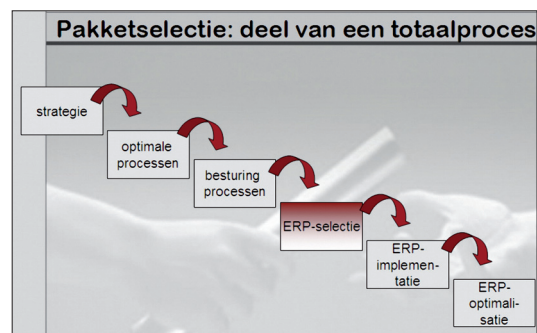 Pakketselectie: deel van een totaalproces
strategie
optimale
processen
besturing
processen
ERP-selectie
ERP-
implemen-
tatie
ERP-
optimali-
satie